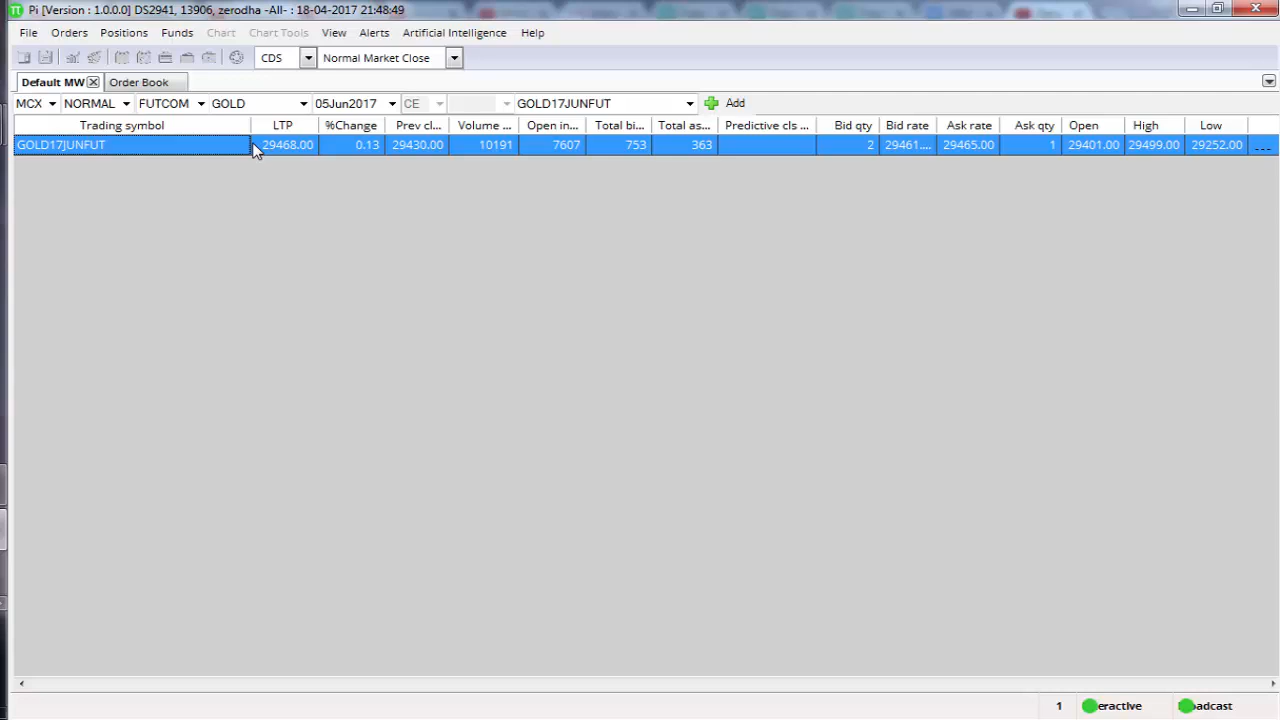 Pi [Version : 1.0.0.0] DS2941, 13906, zerodha -All- : 18-04-2017 21:48:49
File Orders Positions Funds Chart Chart Tools View Alerts Artificial Intelligence Help
CDS Normal Market Close
Default MW Order Book
MCX NORMAL FUTCOM GOLD 05Jun2017 CE GOLD17JUNFUT Add
Trading symbol LTP %Change Prev cl... Volume ... Open in... Total bi... Total as... Predictive cls ... Bid qty Bid rate Ask rate Ask qty Open High Low
GOLD17JUNFUT 29468.00 0.13 29430.00 10191 7607 753 363 2 29461.... 29465.00 1 29401.00 29499.00 29252.00 ...
1 eractive adcast